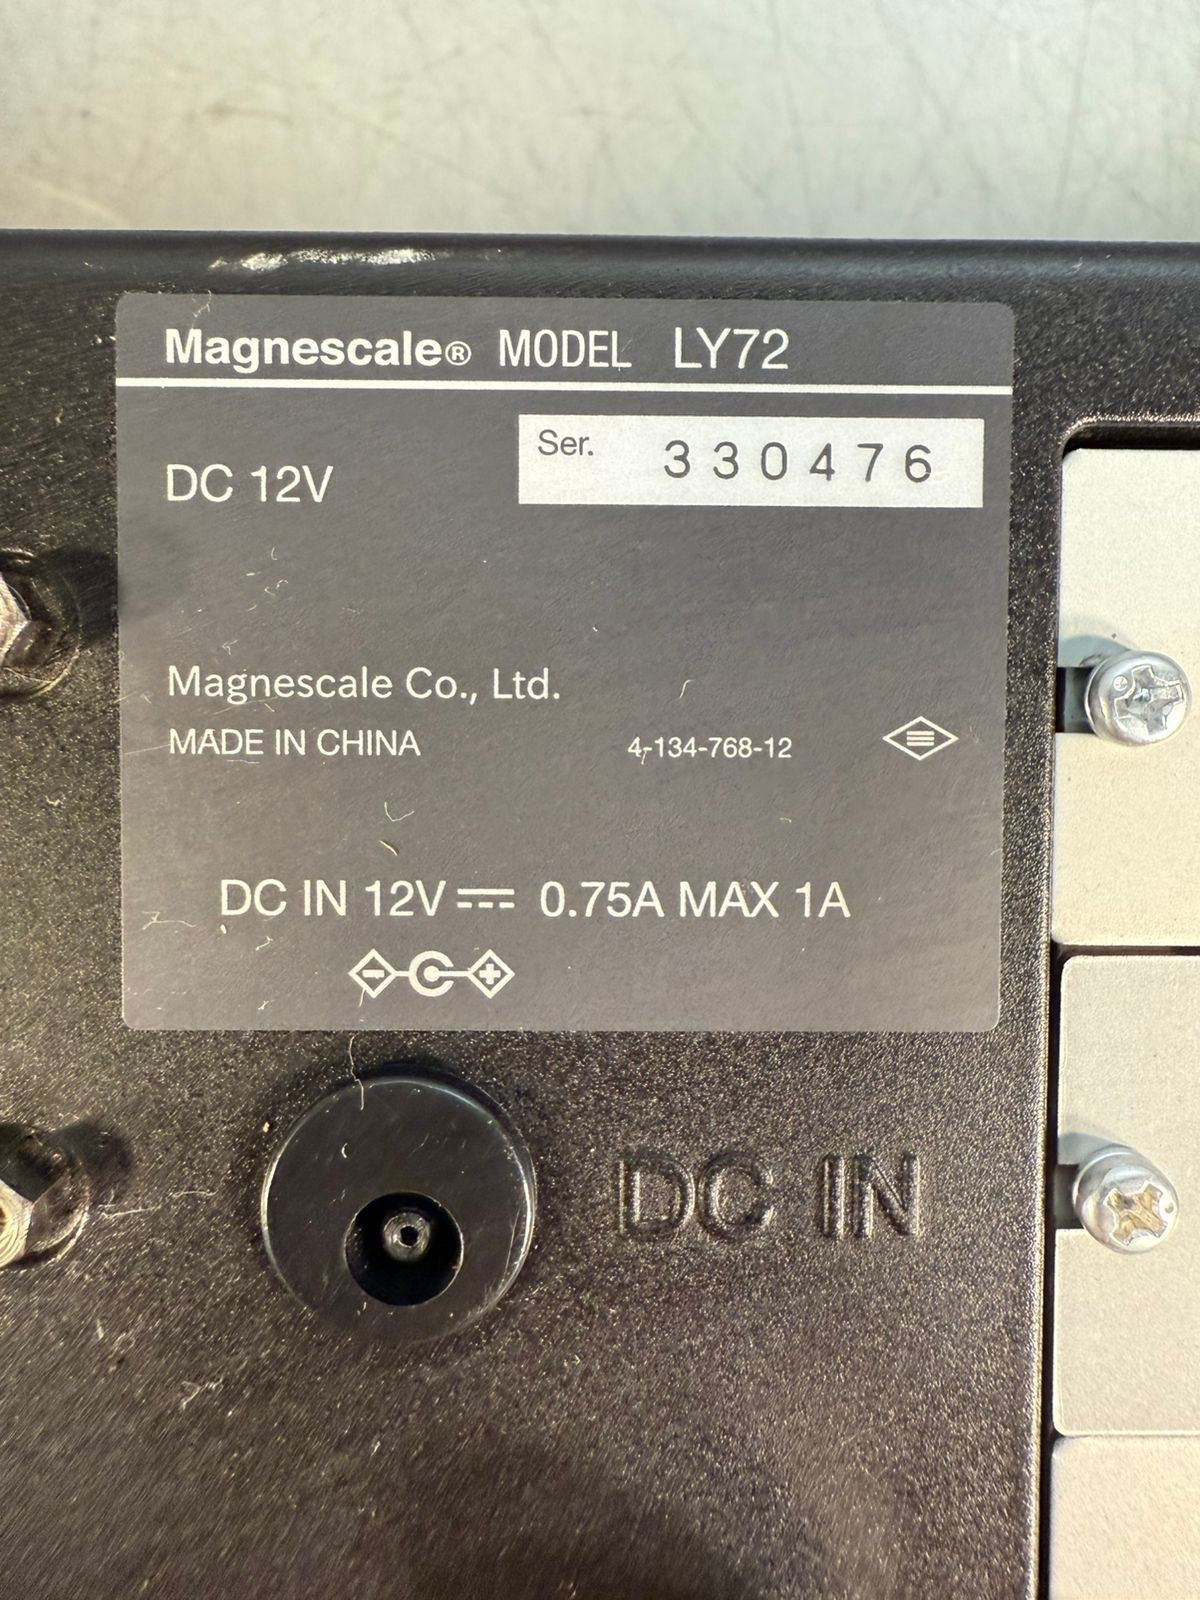 Magnescale® MODEL LY72
Ser. 330476
DC 12V
Magnescale Co., Ltd.
MADE IN CHINA 4-134-768-12
DC IN 12V⎓ 0.75A MAX 1A
DC IN